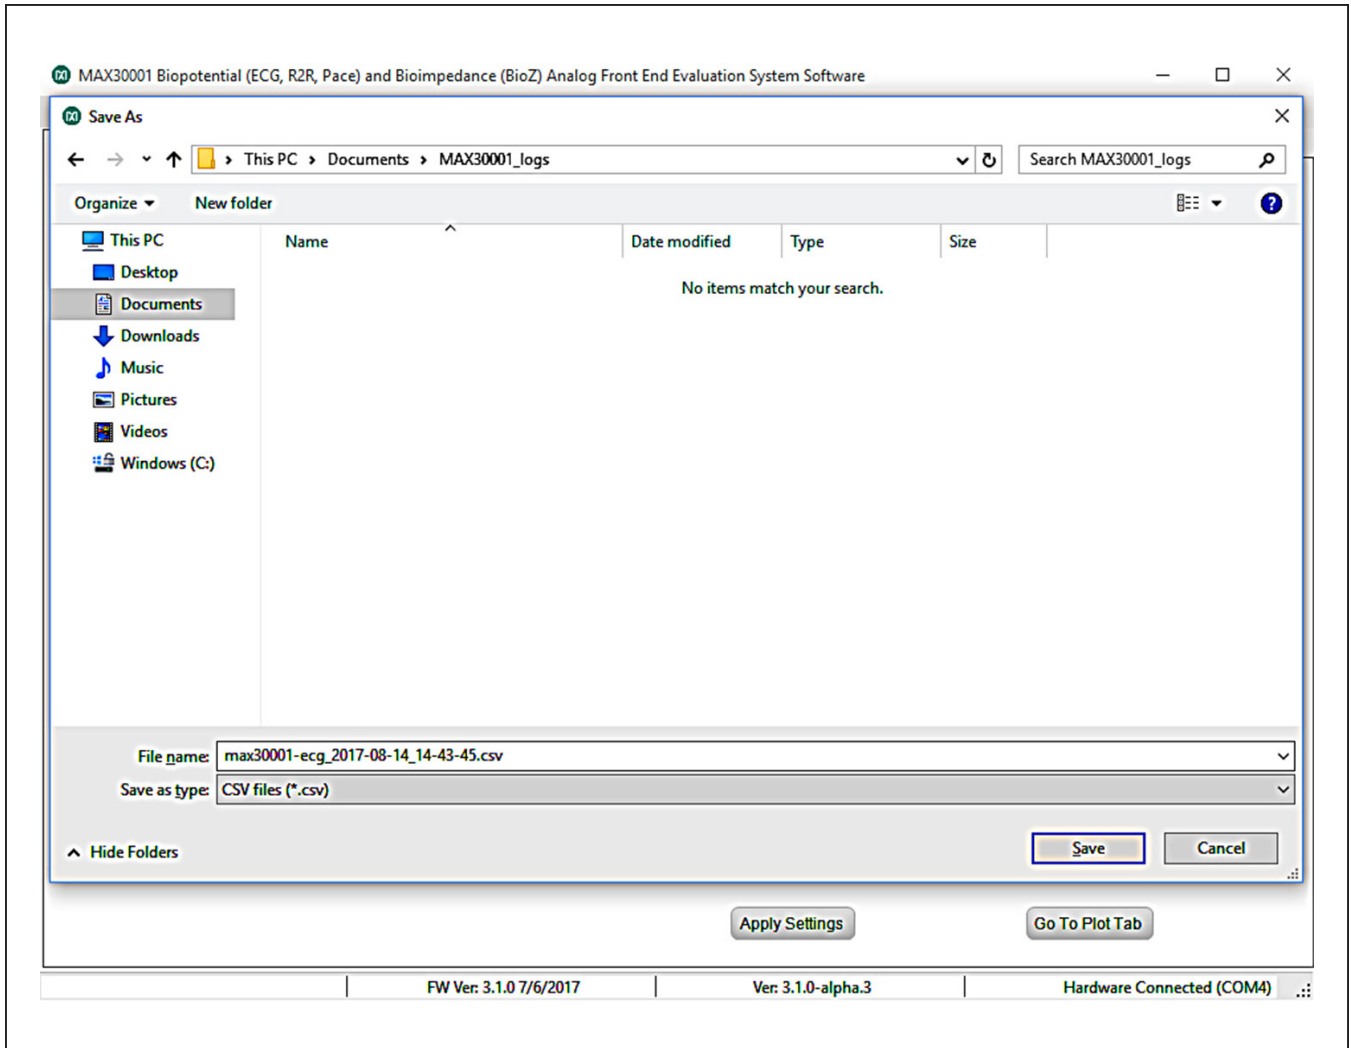 MAX30001 Biopotential (ECG, R2R, Pace) and Bioimpedance (BioZ) Analog Front End Evaluation System Software
Save As
This PC > Documents > MAX30001_logs
Search MAX30001_logs
Organize
New folder
This PC
Name
Date modified
Type
Size
Desktop
No items match your search.
Documents
Downloads
Music
Pictures
Videos
Windows (C:)
File name: max30001-ecg_2017-08-14_14-43-45.csv
Save as type: CSV files (*.csv)
Hide Folders
Save
Cancel
Apply Settings
Go To Plot Tab
FW Ver: 3.1.0 7/6/2017
Ver: 3.1.0-alpha.3
Hardware Connected (COM4)